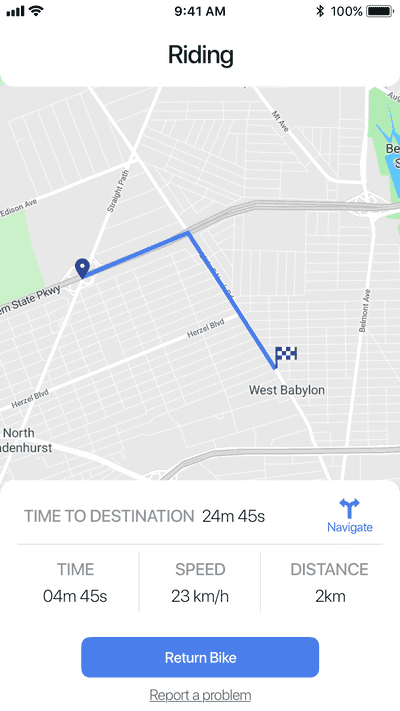 9:41 AM 100%
Riding
Mt Ave
Be
S
Straight Path
Edison Ave
ern State Pkwy
Belmont Ave
Herzel Blvd
West Babylon
Herzel Blvd
North
ndenhurst
TIME TO DESTINATION 24m 45s
Navigate
TIME SPEED DISTANCE
04m 45s 23 km/h 2km
Return Bike
Report a problem